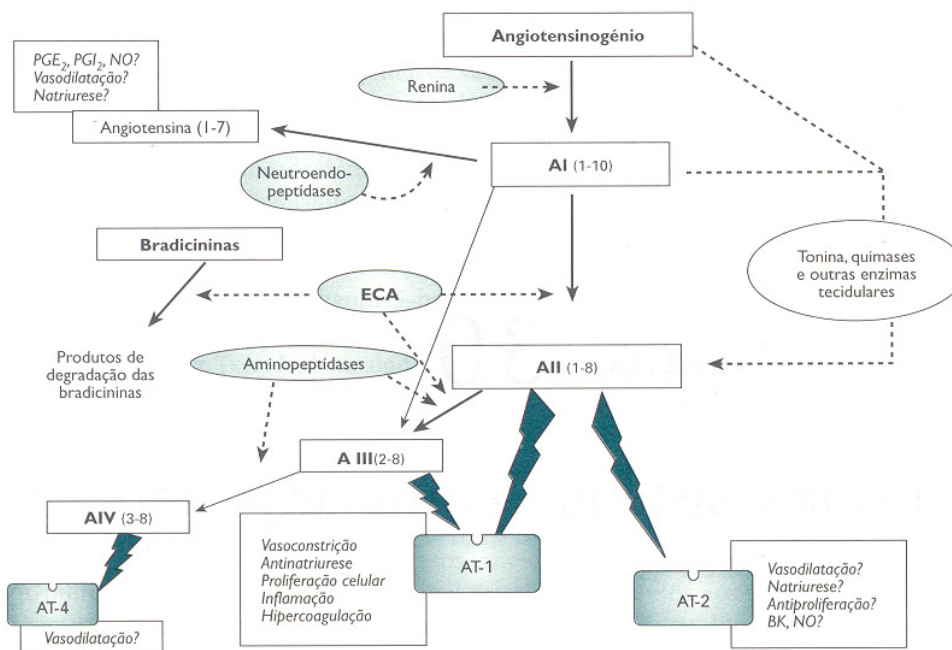 Angiotensinogénio
PGE2, PGI2, NO?
Vasodilatação?
Natriurese?
Renina
Angiotensina (1-7)
AI (1-10)
Neutroendo-
peptídases
Bradicininas
Tonina, quimases
e outras enzimas
tecidulares
ECA
Produtos de
degradação das
bradicininas
Aminopeptídases
AII (1-8)
A III (2-8)
AIV (3-8)
Vasoconstrição
Antinatriurese
Proliferação celular
Inflamação
Hipercoagulação
AT-1
Vasodilatação?
Natriurese?
Antiproliferação?
BK, NO?
AT-2
AT-4
Vasodilatação?